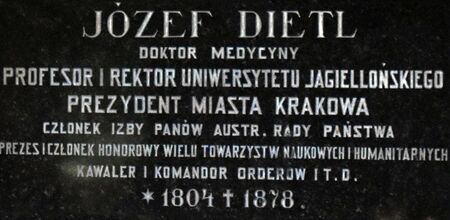 JÓZEF DIETL
DOKTOR MEDYCYNY
PROFESOR I REKTOR UNIWERSYTETU JAGIELLOŃSKIEGO
PREZYDENT MIASTA KRAKOWA
CZŁONEK IZBY PANÓW AUSTR. RADY PAŃSTWA
PREZES I CZŁONEK HONOROWY WIELU TOWARZYSTW NAUKOWYCH I HUMANITARNYCH
KAWALER I KOMANDOR ORDERÓW I T. D.
* 1804 † 1878.